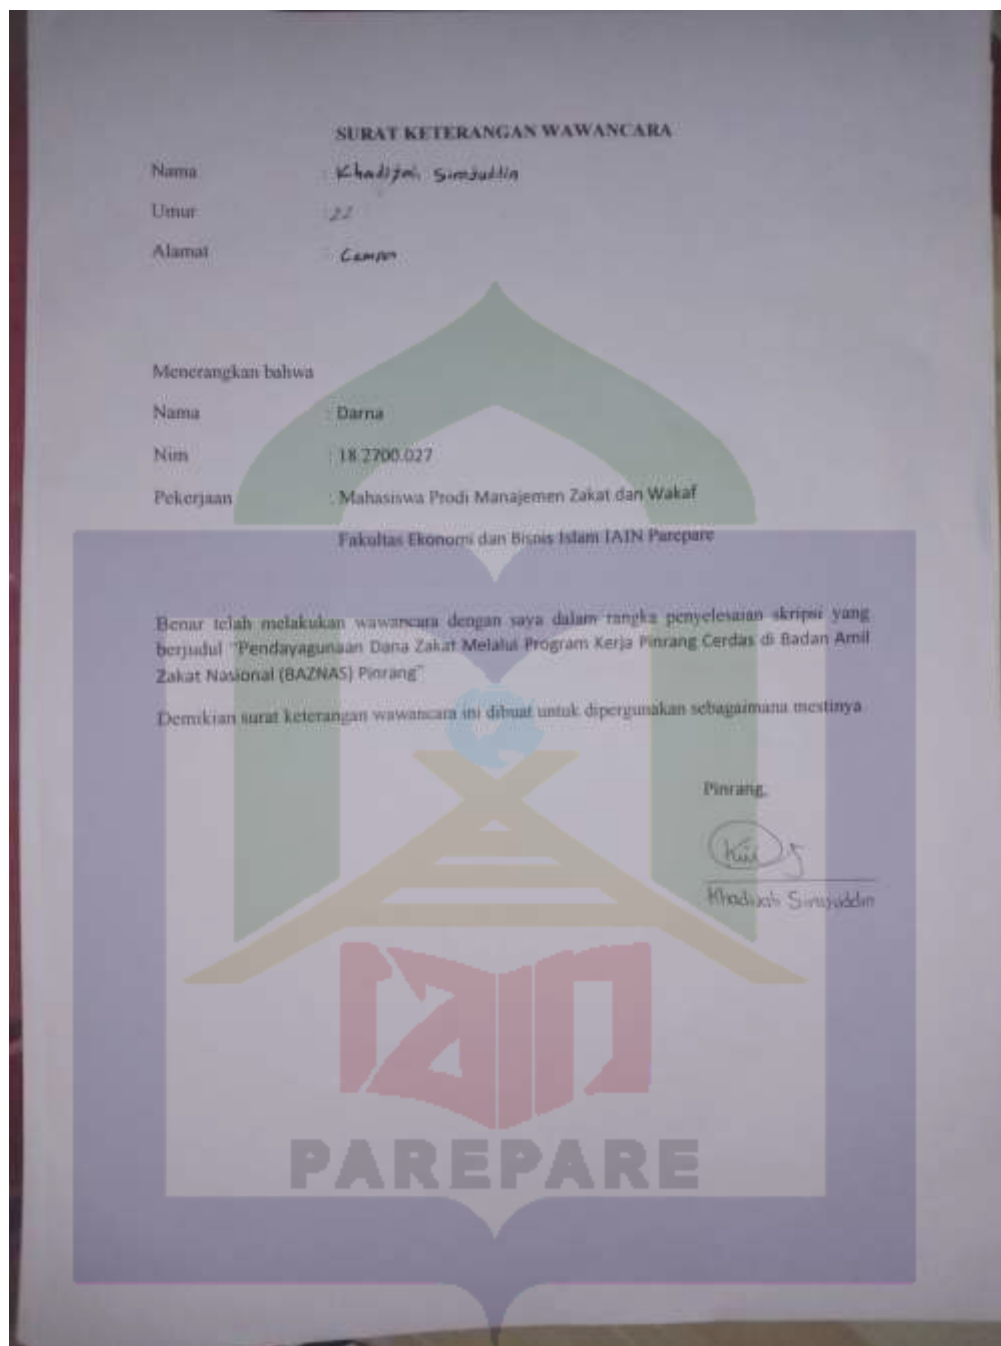 SURAT KETERANGAN WAWANCARA
Nama : Khadijah Sirajuddin
Umur : 22
Alamat :
Menerangkan bahwa
Nama : Darna
Nim : 18.2700.027
Pekerjaan : Mahasiswa Prodi Manajemen Zakat dan Wakaf
Fakultas Ekonomi dan Bisnis Islam IAIN Parepare
Benar telah melakukan wawancara dengan saya dalam rangka penyelesaian skripsi yang
berjudul "Pendayagunaan Dana Zakat Melalui Program Kerja Pinrang Cerdas di Badan Amil
Zakat Nasional (BAZNAS) Pinrang"
Demikian surat keterangan wawancara ini dibuat untuk dipergunakan sebagaimana mestinya
Pinrang,
Khadijah Sirajuddin
IAIN
PAREPARE